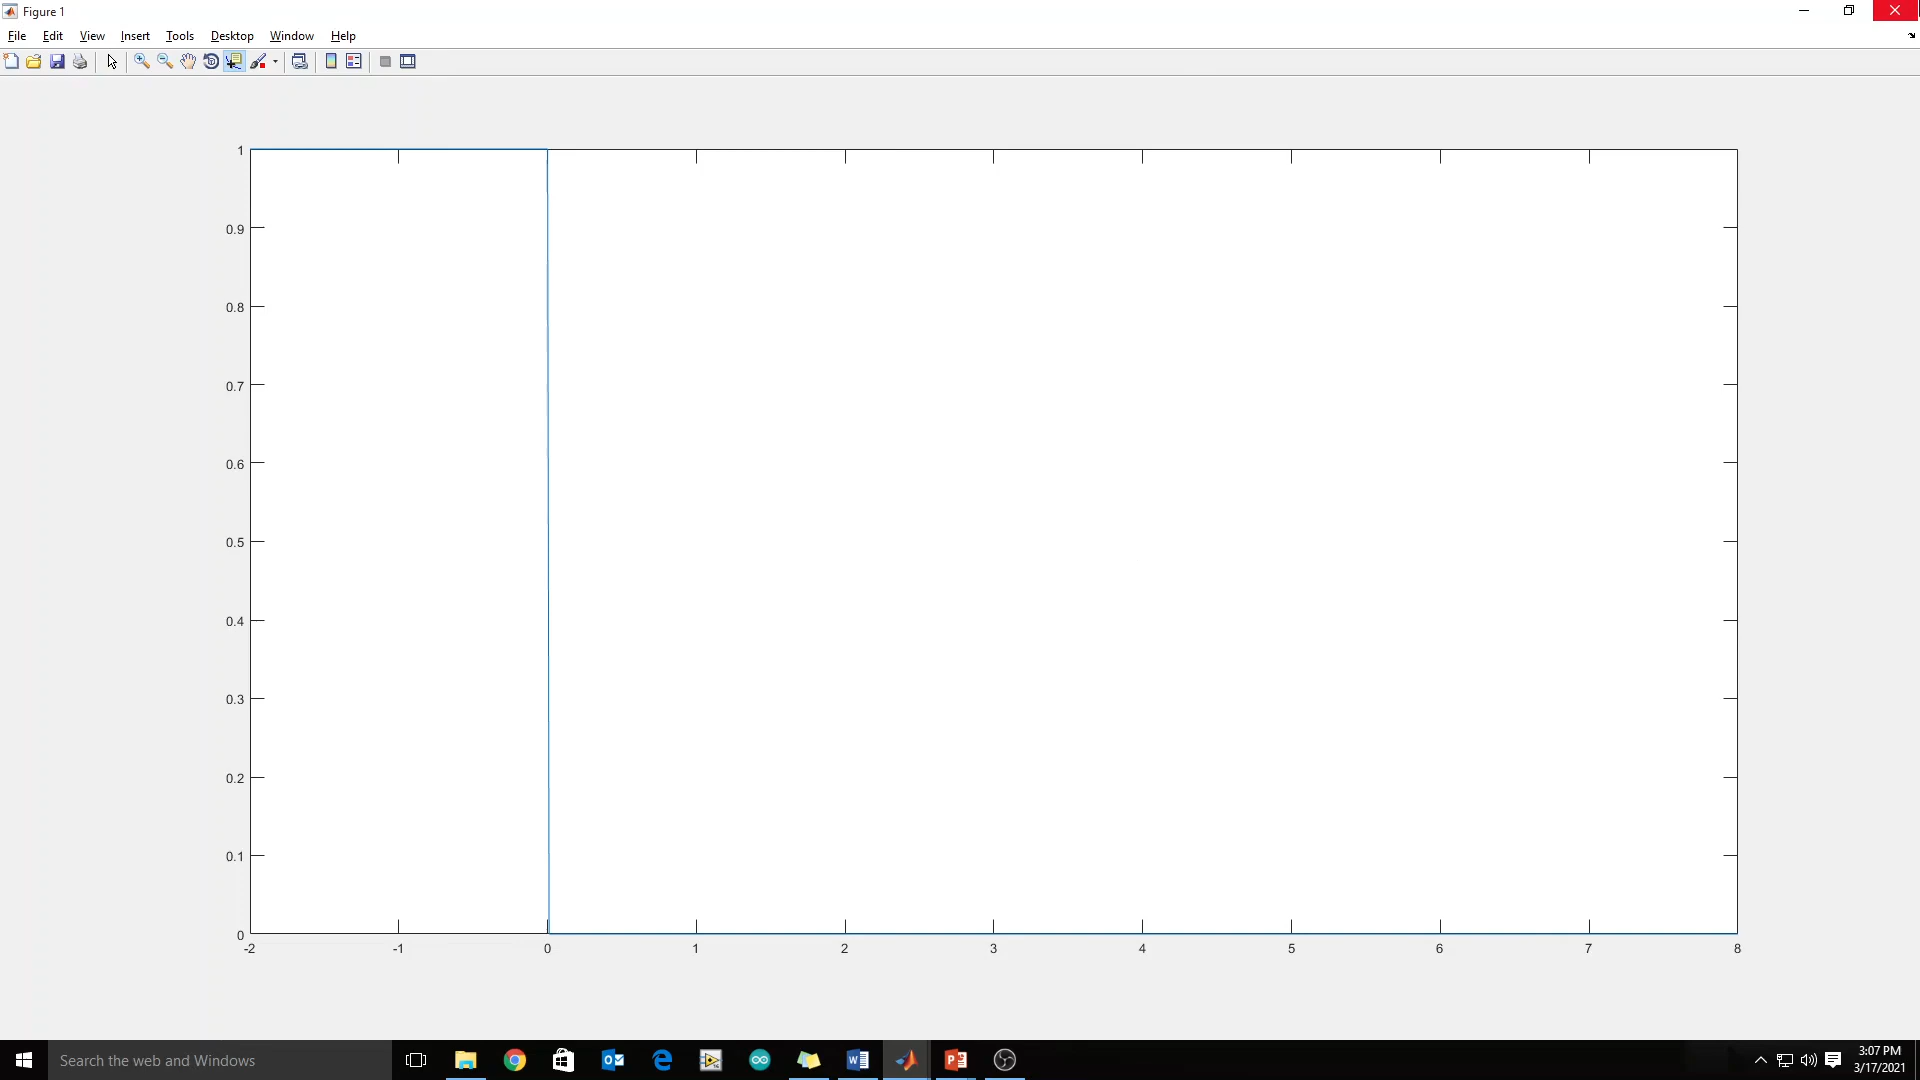 Figure 1
File Edit View Insert Tools Desktop Window Help
1
0.9
0.8
0.7
0.6
0.5
0.4
0.3
0.2
0.1
0
-2 -1 0 1 2 3 4 5 6 7 8
Search the web and Windows
3:07 PM
3/17/2021